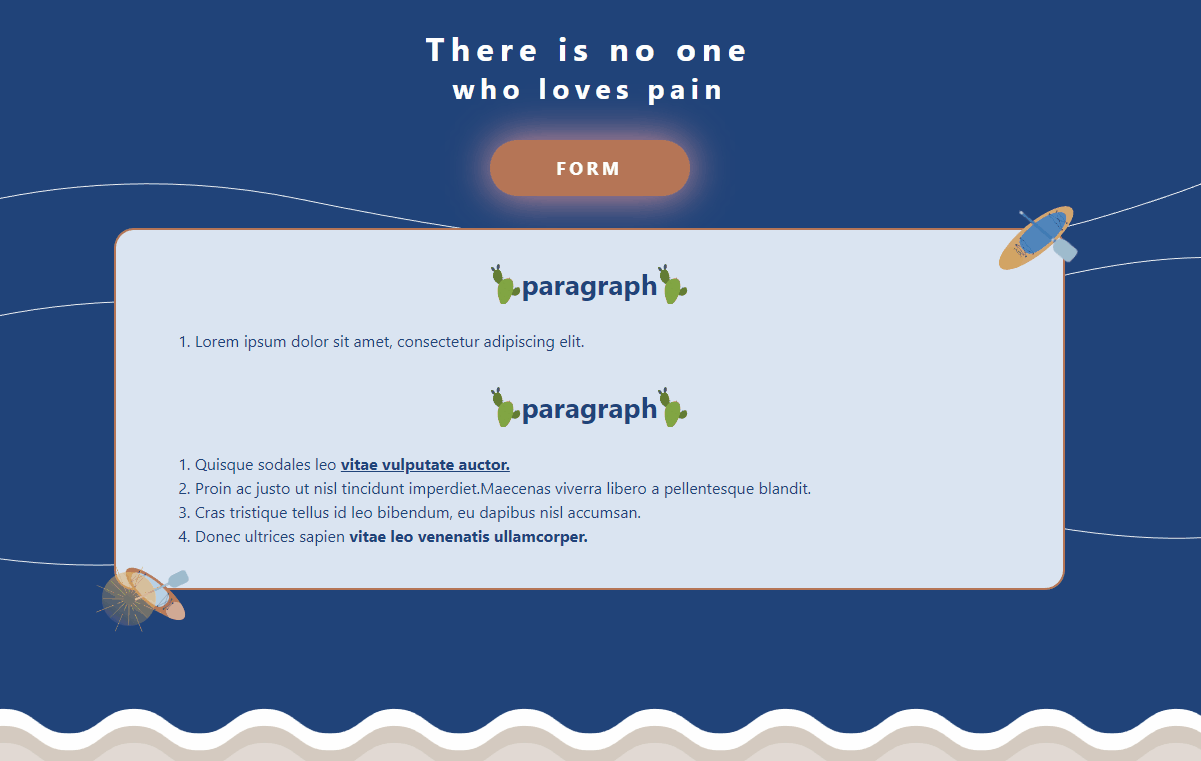 There is no one
who loves pain
FORM
paragraph
1. Lorem ipsum dolor sit amet, consectetur adipiscing elit.
paragraph
1. Quisque sodales leo vitae vulputate auctor.
2. Proin ac justo ut nisl tincidunt imperdiet.Maecenas viverra libero a pellentesque blandit.
3. Cras tristique tellus id leo bibendum, eu dapibus nisl accumsan.
4. Donec ultrices sapien vitae leo venenatis ullamcorper.